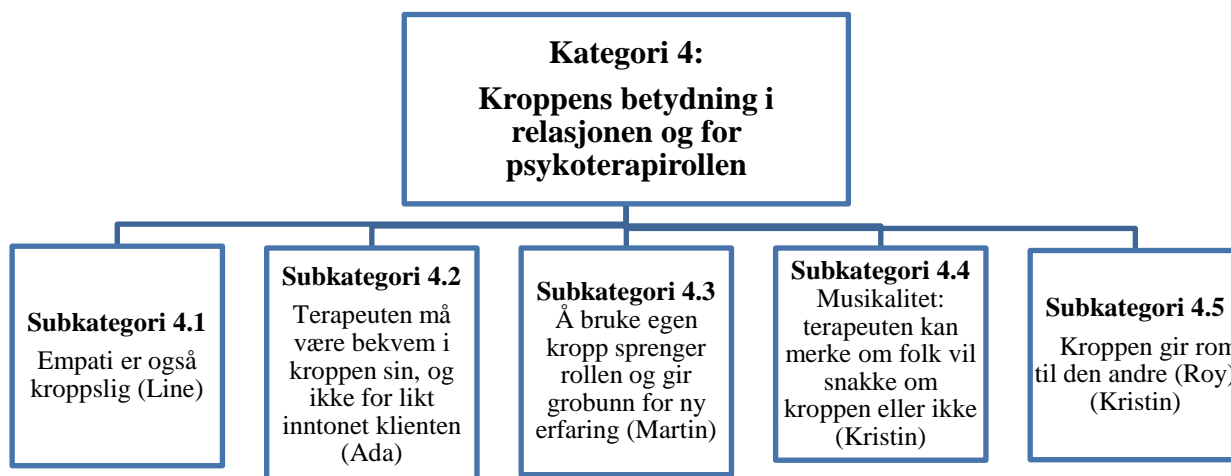 Kategori 4:
Kroppens betydning i
relasjonen og for
psykoterapirollen
Subkategori 4.1
Empati er også
kroppslig (Line)
Subkategori 4.2
Terapeuten må
være bekvem i
kroppen sin, og
ikke for likt
inntonet klienten
(Ada)
Subkategori 4.3
Å bruke egen
kropp sprenger
rollen og gir
grobunn for ny
erfaring (Martin)
Subkategori 4.4
Musikalitet:
terapeuten kan
merke om folk vil
snakke om
kroppen eller ikke
(Kristin)
Subkategori 4.5
Kroppen gir rom
til den andre (Roy)
(Kristin)